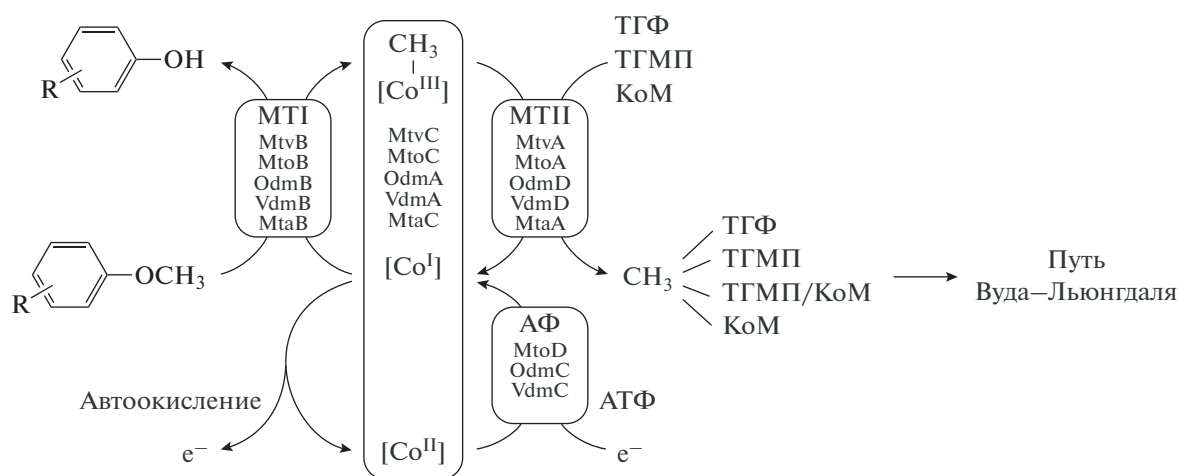 R
OH
R
OCH3
MTI
MtvB
MtoB
OdmB
VdmB
MtaB
CH3
[CoIII]
MtvC
MtoC
OdmA
VdmA
MtaC
[CoI]
[CoII]
MTII
MtvA
MtoA
OdmD
VdmD
MtaA
ТГФ
ТГМП
КоМ
CH3
ТГФ
ТГМП
ТГМП/КоМ
КоМ
Путь
Вуда–Льюнгдаля
АФ
MtoD
OdmC
VdmC
АТФ
e−
Автоокисление
e−